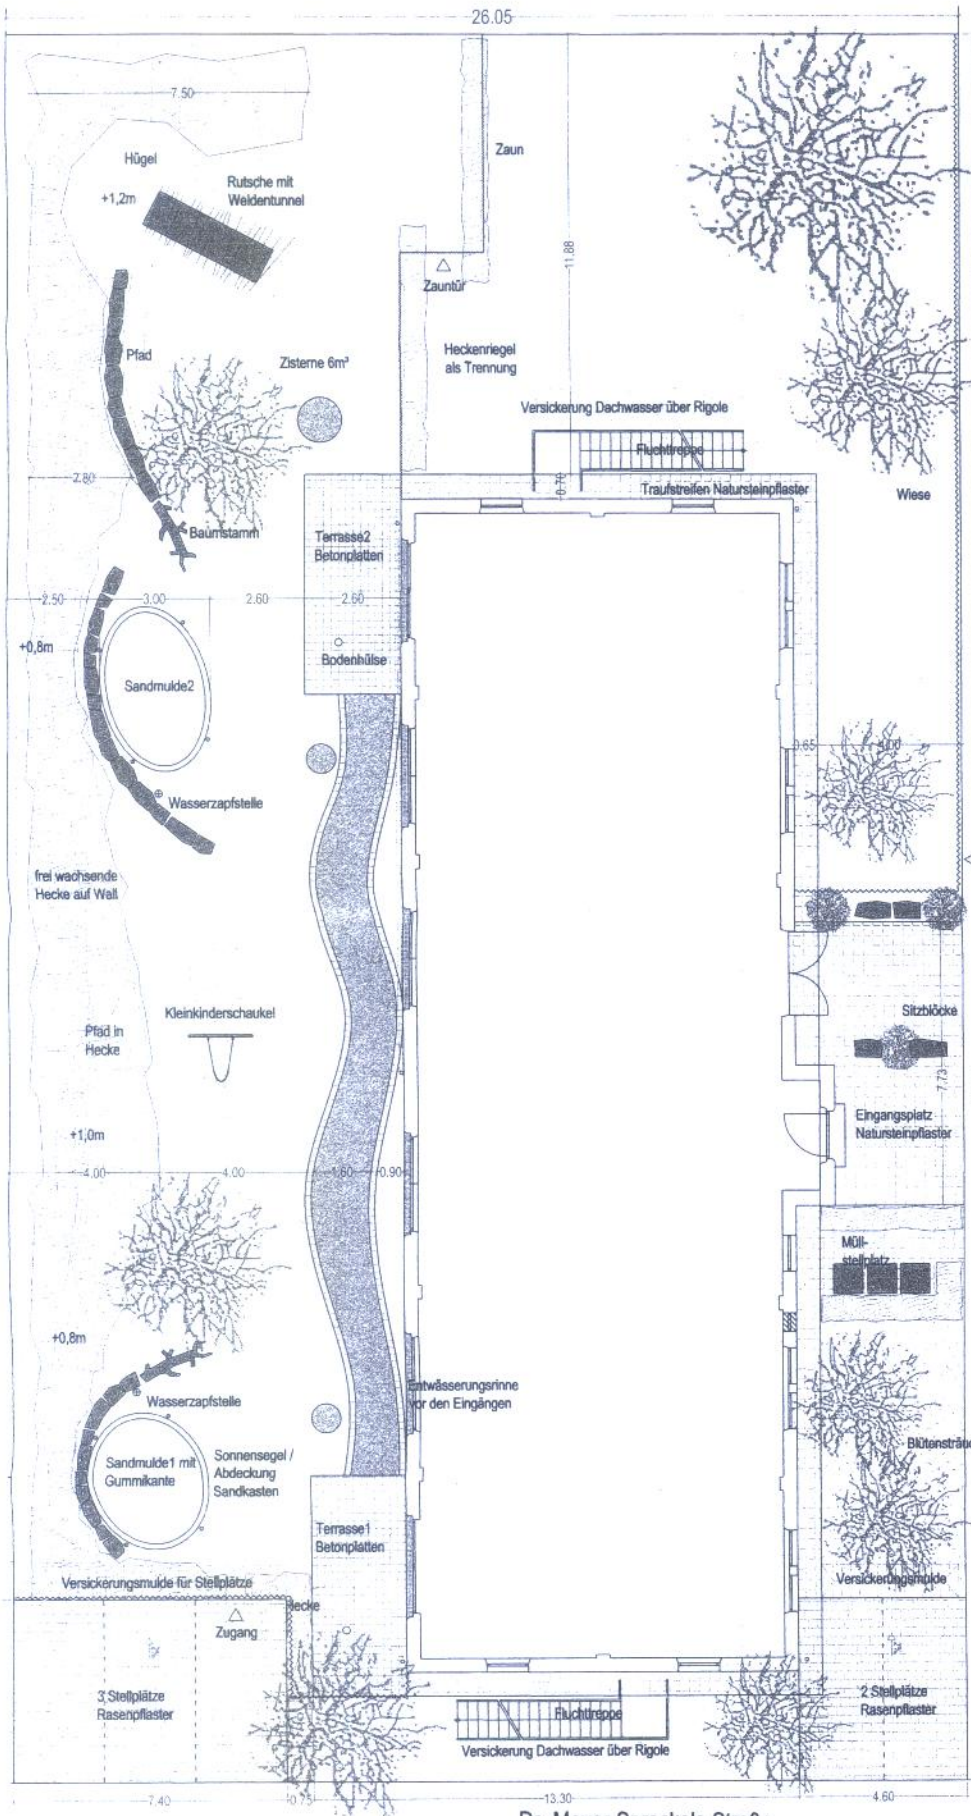 26.05
7.50
Hügel
+1,2m
Rutsche mit
Weidentunnel
Zaun
11.88
Zauntür
Pfad
Zisterne 6m³
Heckenriegel
als Trennung
Versickerung Dachwasser über Rigole
Fluchttreppe
2.80
0.70
Traufstreifen Natursteinpflaster
Wiese
Baumstamm
Terrasse2
Betonplatten
2.50
3.00
2.60
2.60
+0,8m
Bodenhülse
Sandmulde2
0.65
4.00
Wasserzapfstelle
frei wachsende
Hecke auf Wall
Kleinkinderschaukel
Sitzblöcke
Pfad in
Hecke
7.73
Eingangsplatz
Natursteinpflaster
+1,0m
4.00
4.00
1.60
0.90
Müll-
stellplatz
+0,8m
Wasserzapfstelle
Entwässerungsrinne
vor den Eingängen
Sandmulde1 mit
Gummikante
Sonnensegel /
Abdeckung
Sandkasten
Blütensträu
Terrasse1
Betonplatten
Versickerungsmulde für Stellplätze
Versickerungsmulde
Hecke
Zugang
3 Stellplätze
Rasenpflaster
Fluchttreppe
2 Stellplätze
Rasenpflaster
Versickerung Dachwasser über Rigole
7.40
0.75
13.30
4.60